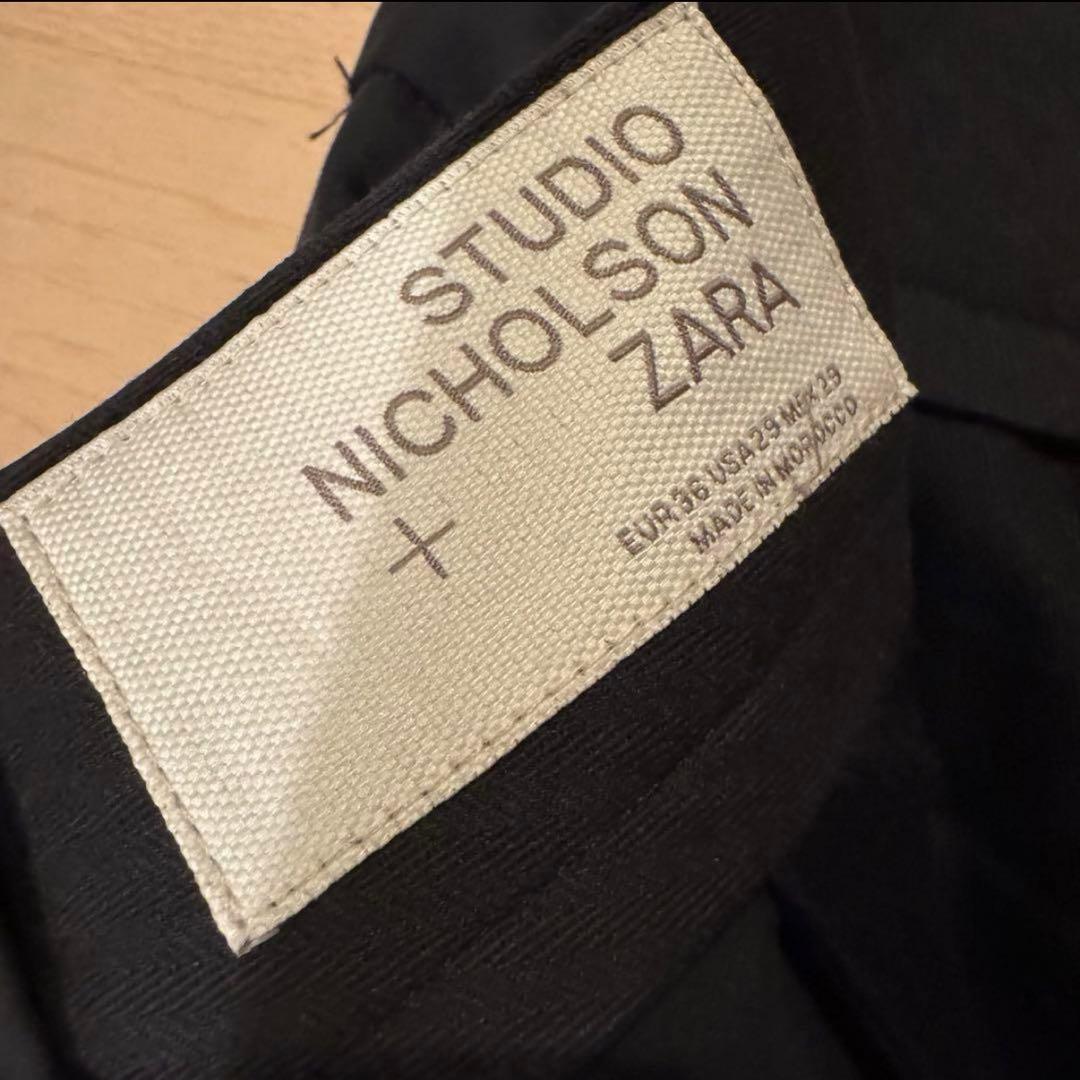 STUDIO
NICHOLSON
+ ZARA
EUR 36 USA 29 MEX 29
MADE IN MOROCCO